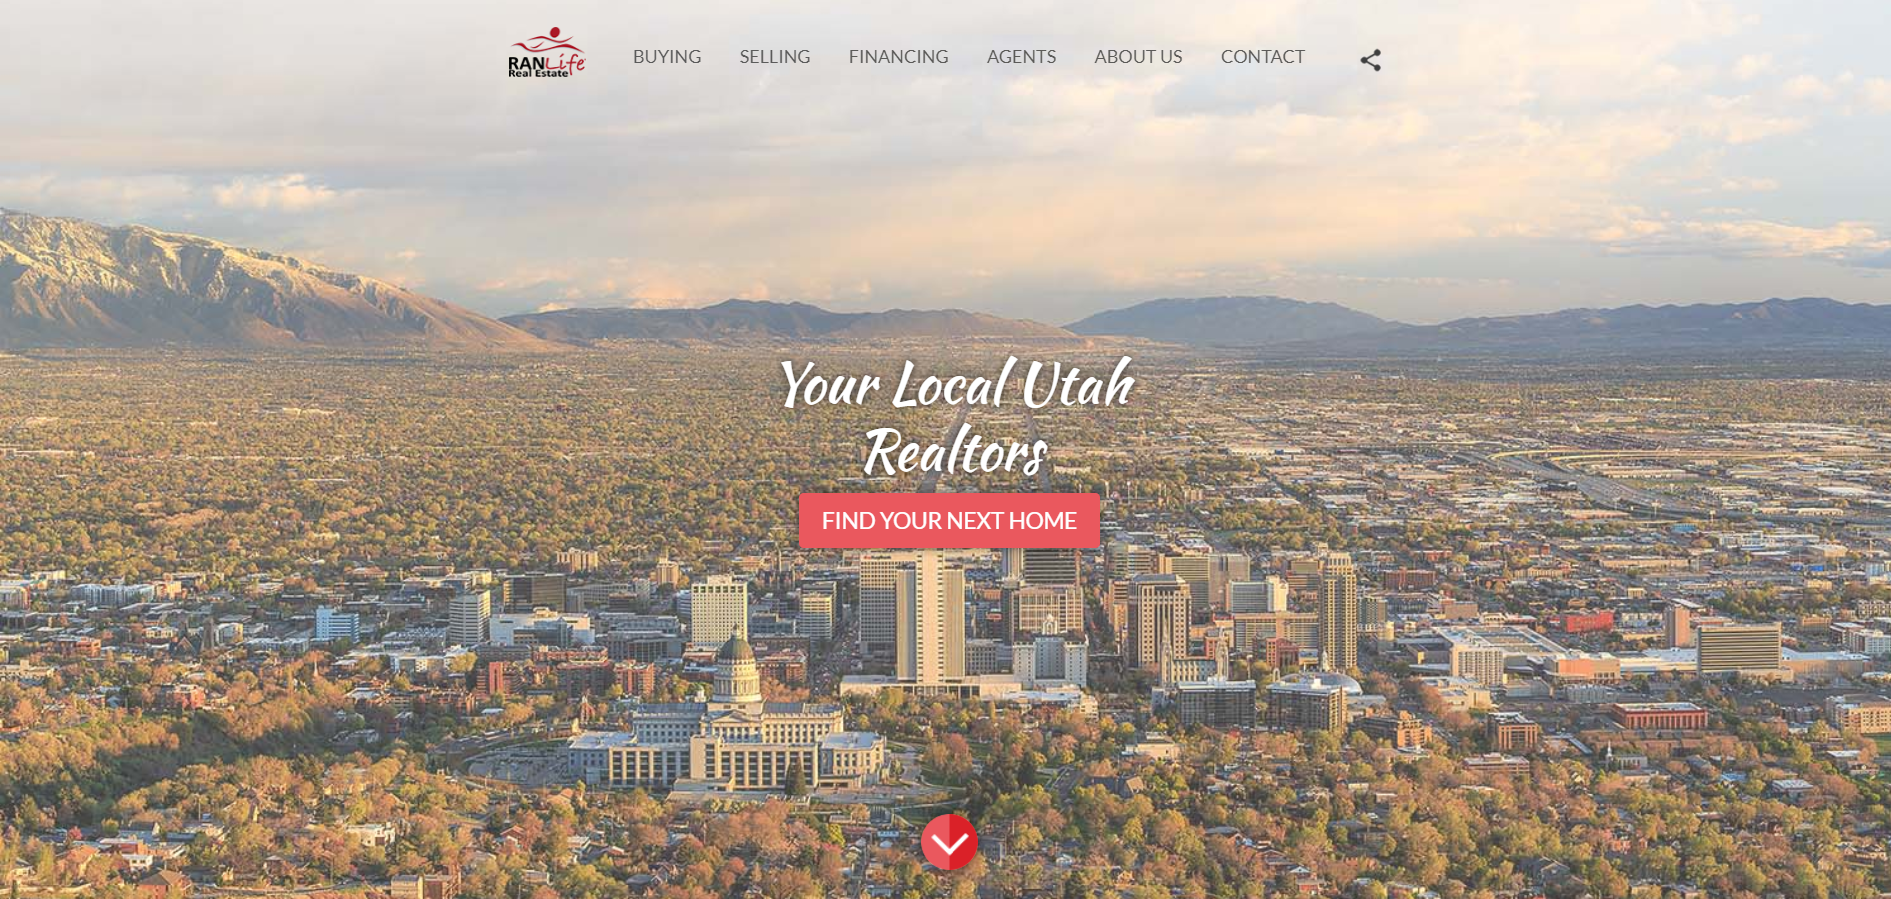 RANLife
Real Estate
BUYING
SELLING
FINANCING
AGENTS
ABOUT US
CONTACT
Your Local Utah
Realtors
FIND YOUR NEXT HOME